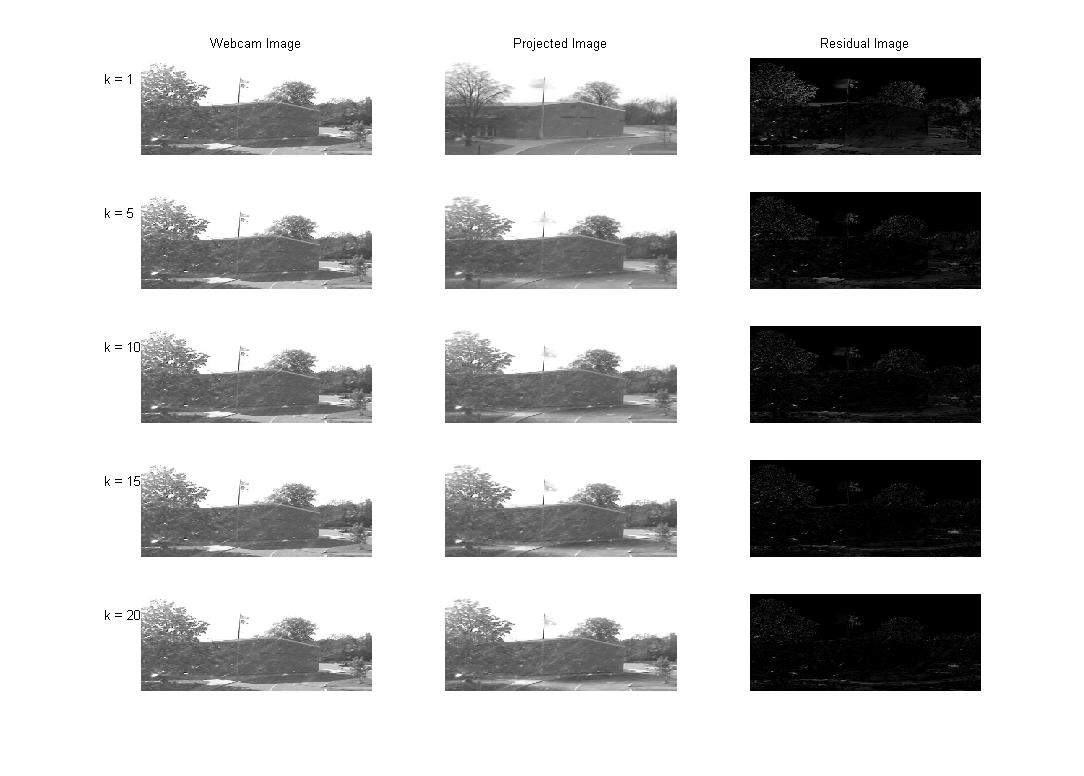 Webcam Image Projected Image Residual Image
k = 1
k = 5
k = 10
k = 15
k = 20